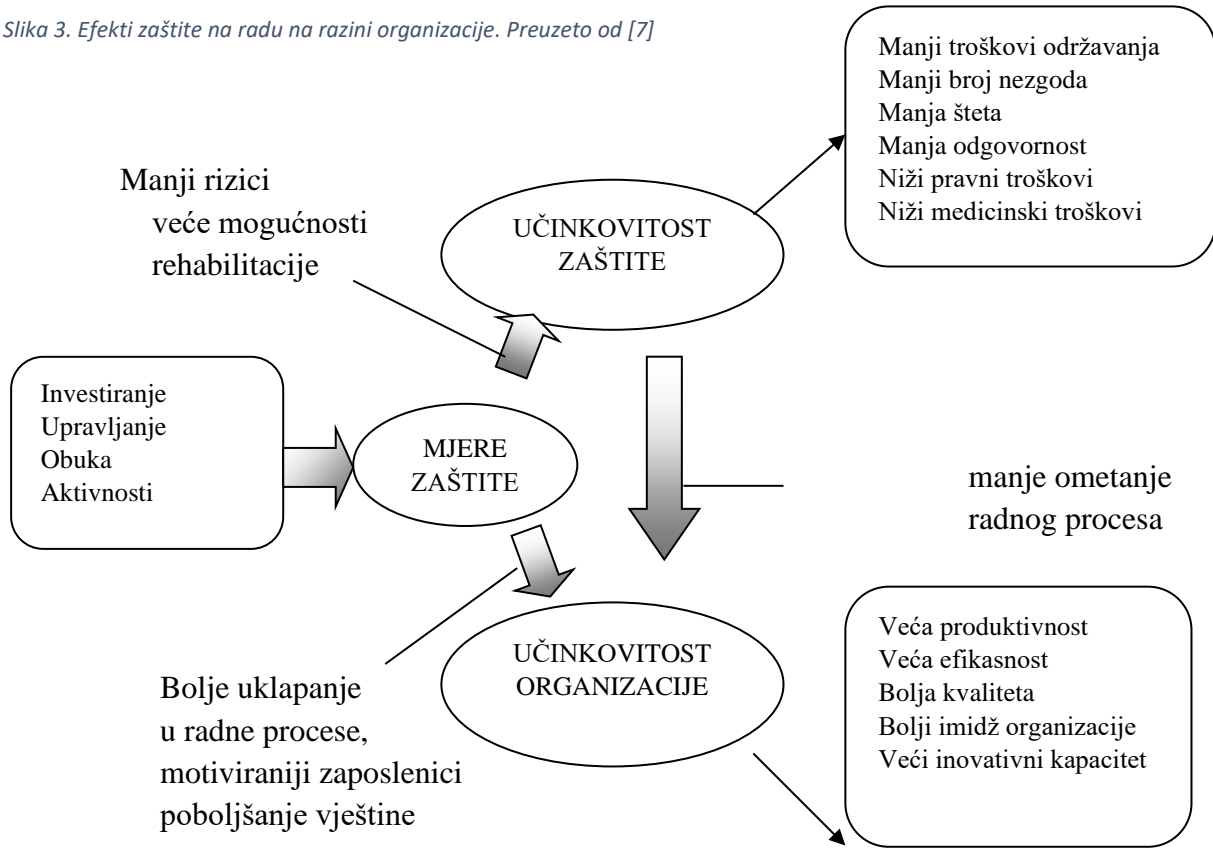 Slika 3. Efekti zaštite na radu na razini organizacije. Preuzeto od [7]
Manji troškovi održavanja
Manji broj nezgoda
Manja šteta
Manja odgovornost
Niži pravni troškovi
Niži medicinski troškovi
Manji rizici
veće mogućnosti
rehabilitacije
UČINKOVITOST
ZAŠTITE
Investiranje
Upravljanje
Obuka
Aktivnosti
MJERE
ZAŠTITE
manje ometanje
radnog procesa
UČINKOVITOST
ORGANIZACIJE
Bolje uklapanje
u radne procese,
motiviraniji zaposlenici
poboljšanje vještine
Veća produktivnost
Veća efikasnost
Bolja kvaliteta
Bolji imidž organizacije
Veći inovativni kapacitet